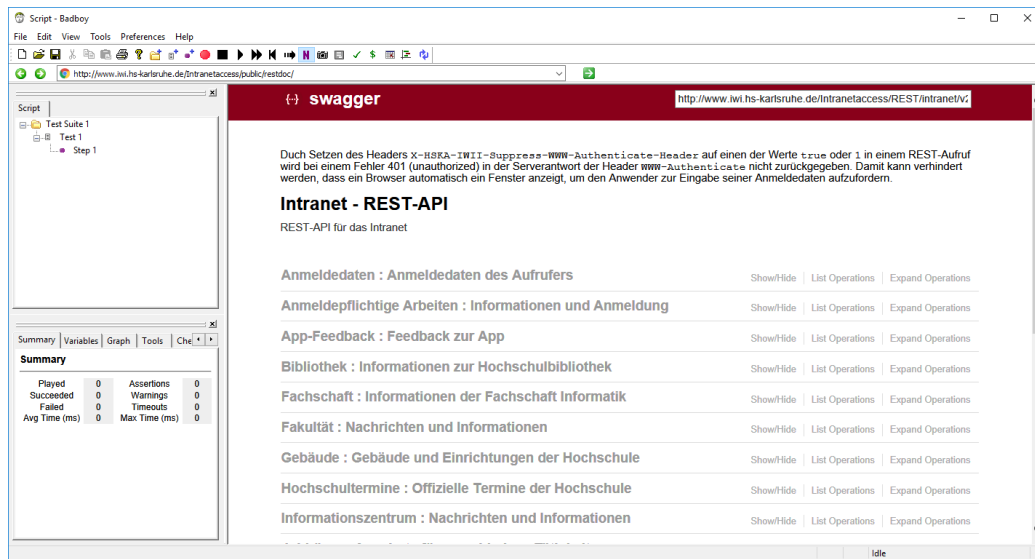 Script - Badboy
File Edit View Tools Preferences Help
http://www.iwi.hs-karlsruhe.de/Intranetaccess/public/restdoc/
Script
Test Suite 1
Test 1
Step 1
swagger
http://www.iwi.hs-karlsruhe.de/Intranetaccess/REST/intranet/v2
Duch Setzen des Headers X-HSKA-IWII-Suppress-WWW-Authenticate-Header auf einen der Werte true oder 1 in einem REST-Aufruf
wird bei einem Fehler 401 (unauthorized) in der Serverantwort der Header WWW-Authenticate nicht zurückgegeben. Damit kann verhindert
werden, dass ein Browser automatisch ein Fenster anzeigt, um den Anwender zur Eingabe seiner Anmeldedaten aufzufordern.
Intranet - REST-API
REST-API für das Intranet
Anmeldedaten : Anmeldedaten des Aufrufers Show/Hide List Operations Expand Operations
Anmeldepflichtige Arbeiten : Informationen und Anmeldung Show/Hide List Operations Expand Operations
App-Feedback : Feedback zur App Show/Hide List Operations Expand Operations
Bibliothek : Informationen zur Hochschulbibliothek Show/Hide List Operations Expand Operations
Fachschaft : Informationen der Fachschaft Informatik Show/Hide List Operations Expand Operations
Fakultät : Nachrichten und Informationen Show/Hide List Operations Expand Operations
Gebäude : Gebäude und Einrichtungen der Hochschule Show/Hide List Operations Expand Operations
Hochschultermine : Offizielle Termine der Hochschule Show/Hide List Operations Expand Operations
Informationszentrum : Nachrichten und Informationen Show/Hide List Operations Expand Operations
Summary Variables Graph Tools Che
Summary
Played 0 Assertions 0
Succeeded 0 Warnings 0
Failed 0 Timeouts 0
Avg Time (ms) 0 Max Time (ms) 0
Idle